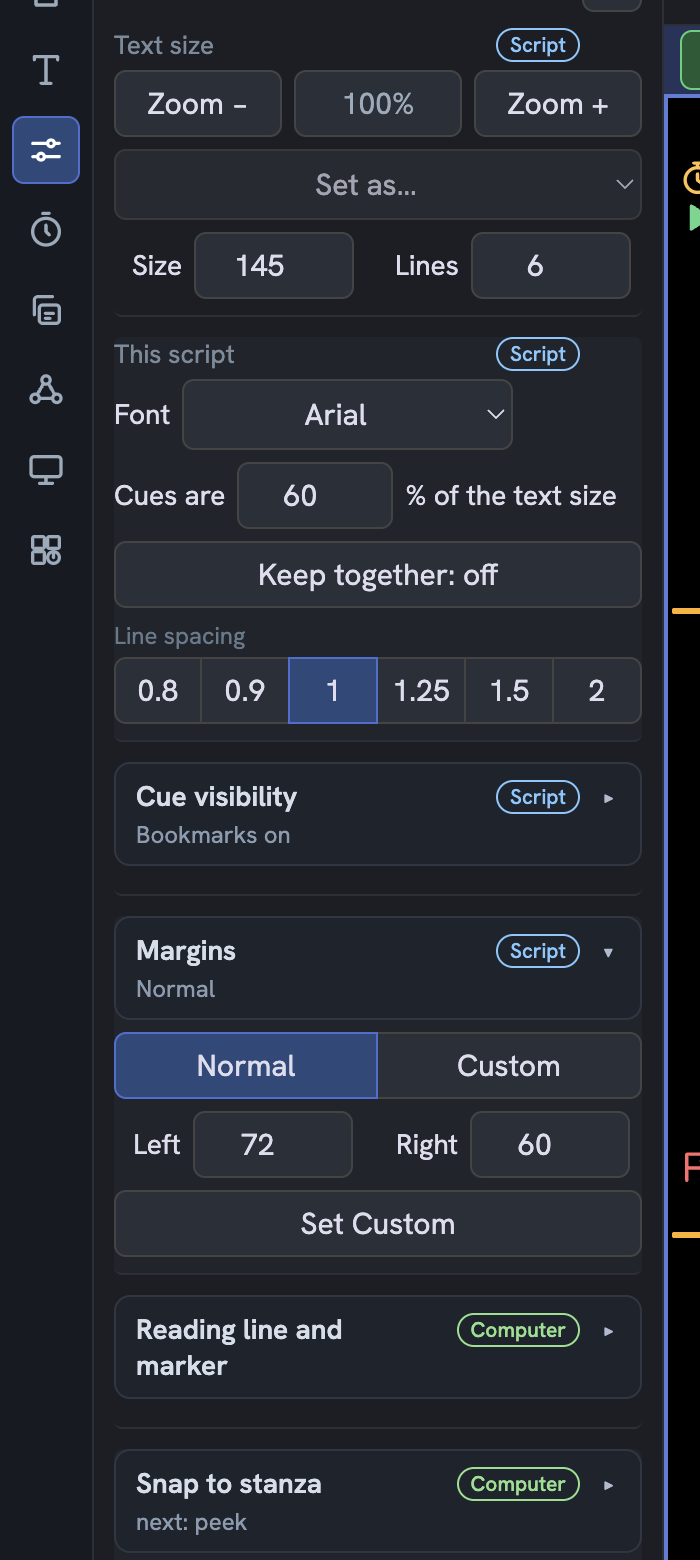 Text size Script
Zoom − 100% Zoom +
Set as...
Size 145 Lines 6
This script Script
Font Arial
Cues are 60 % of the text size
Keep together: off
Line spacing
0.8 0.9 1 1.25 1.5 2
Cue visibility Script
Bookmarks on
Margins Script
Normal
Normal Custom
Left 72 Right 60
Set Custom
Reading line and Computer
marker
Snap to stanza Computer
next: peek